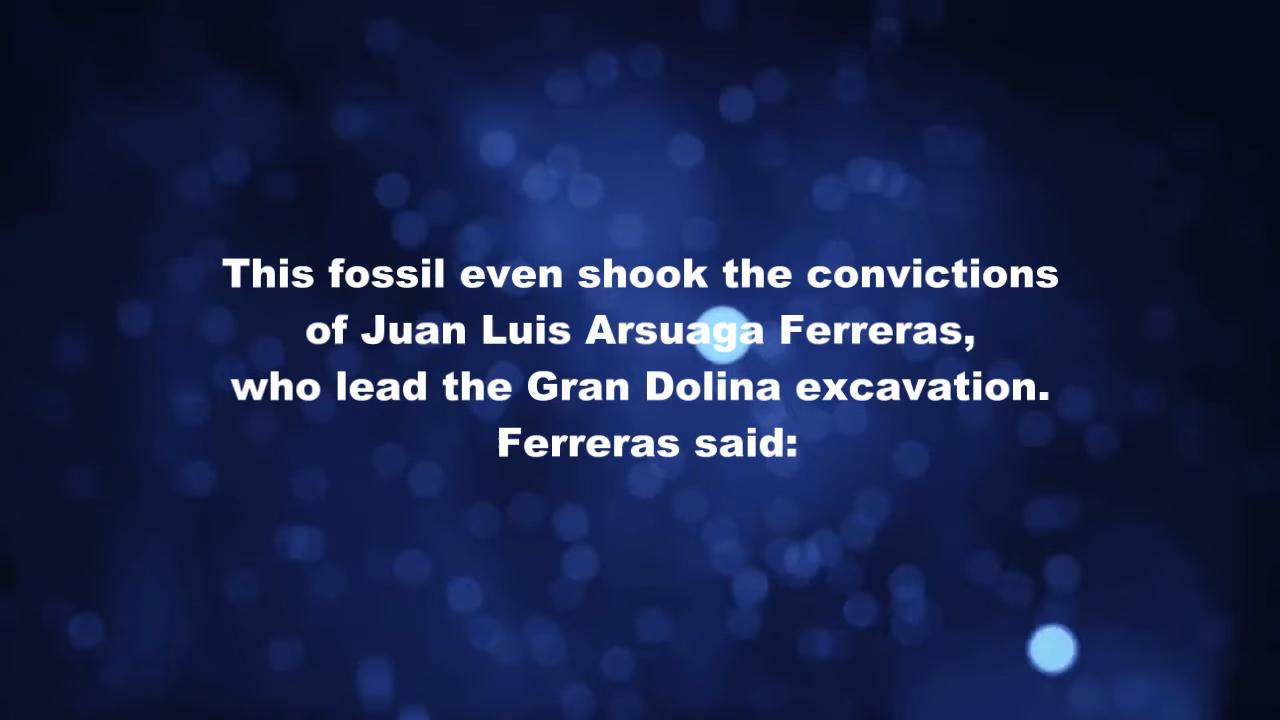 This fossil even shook the convictions
of Juan Luis Arsuaga Ferreras,
who lead the Gran Dolina excavation.
Ferreras said: